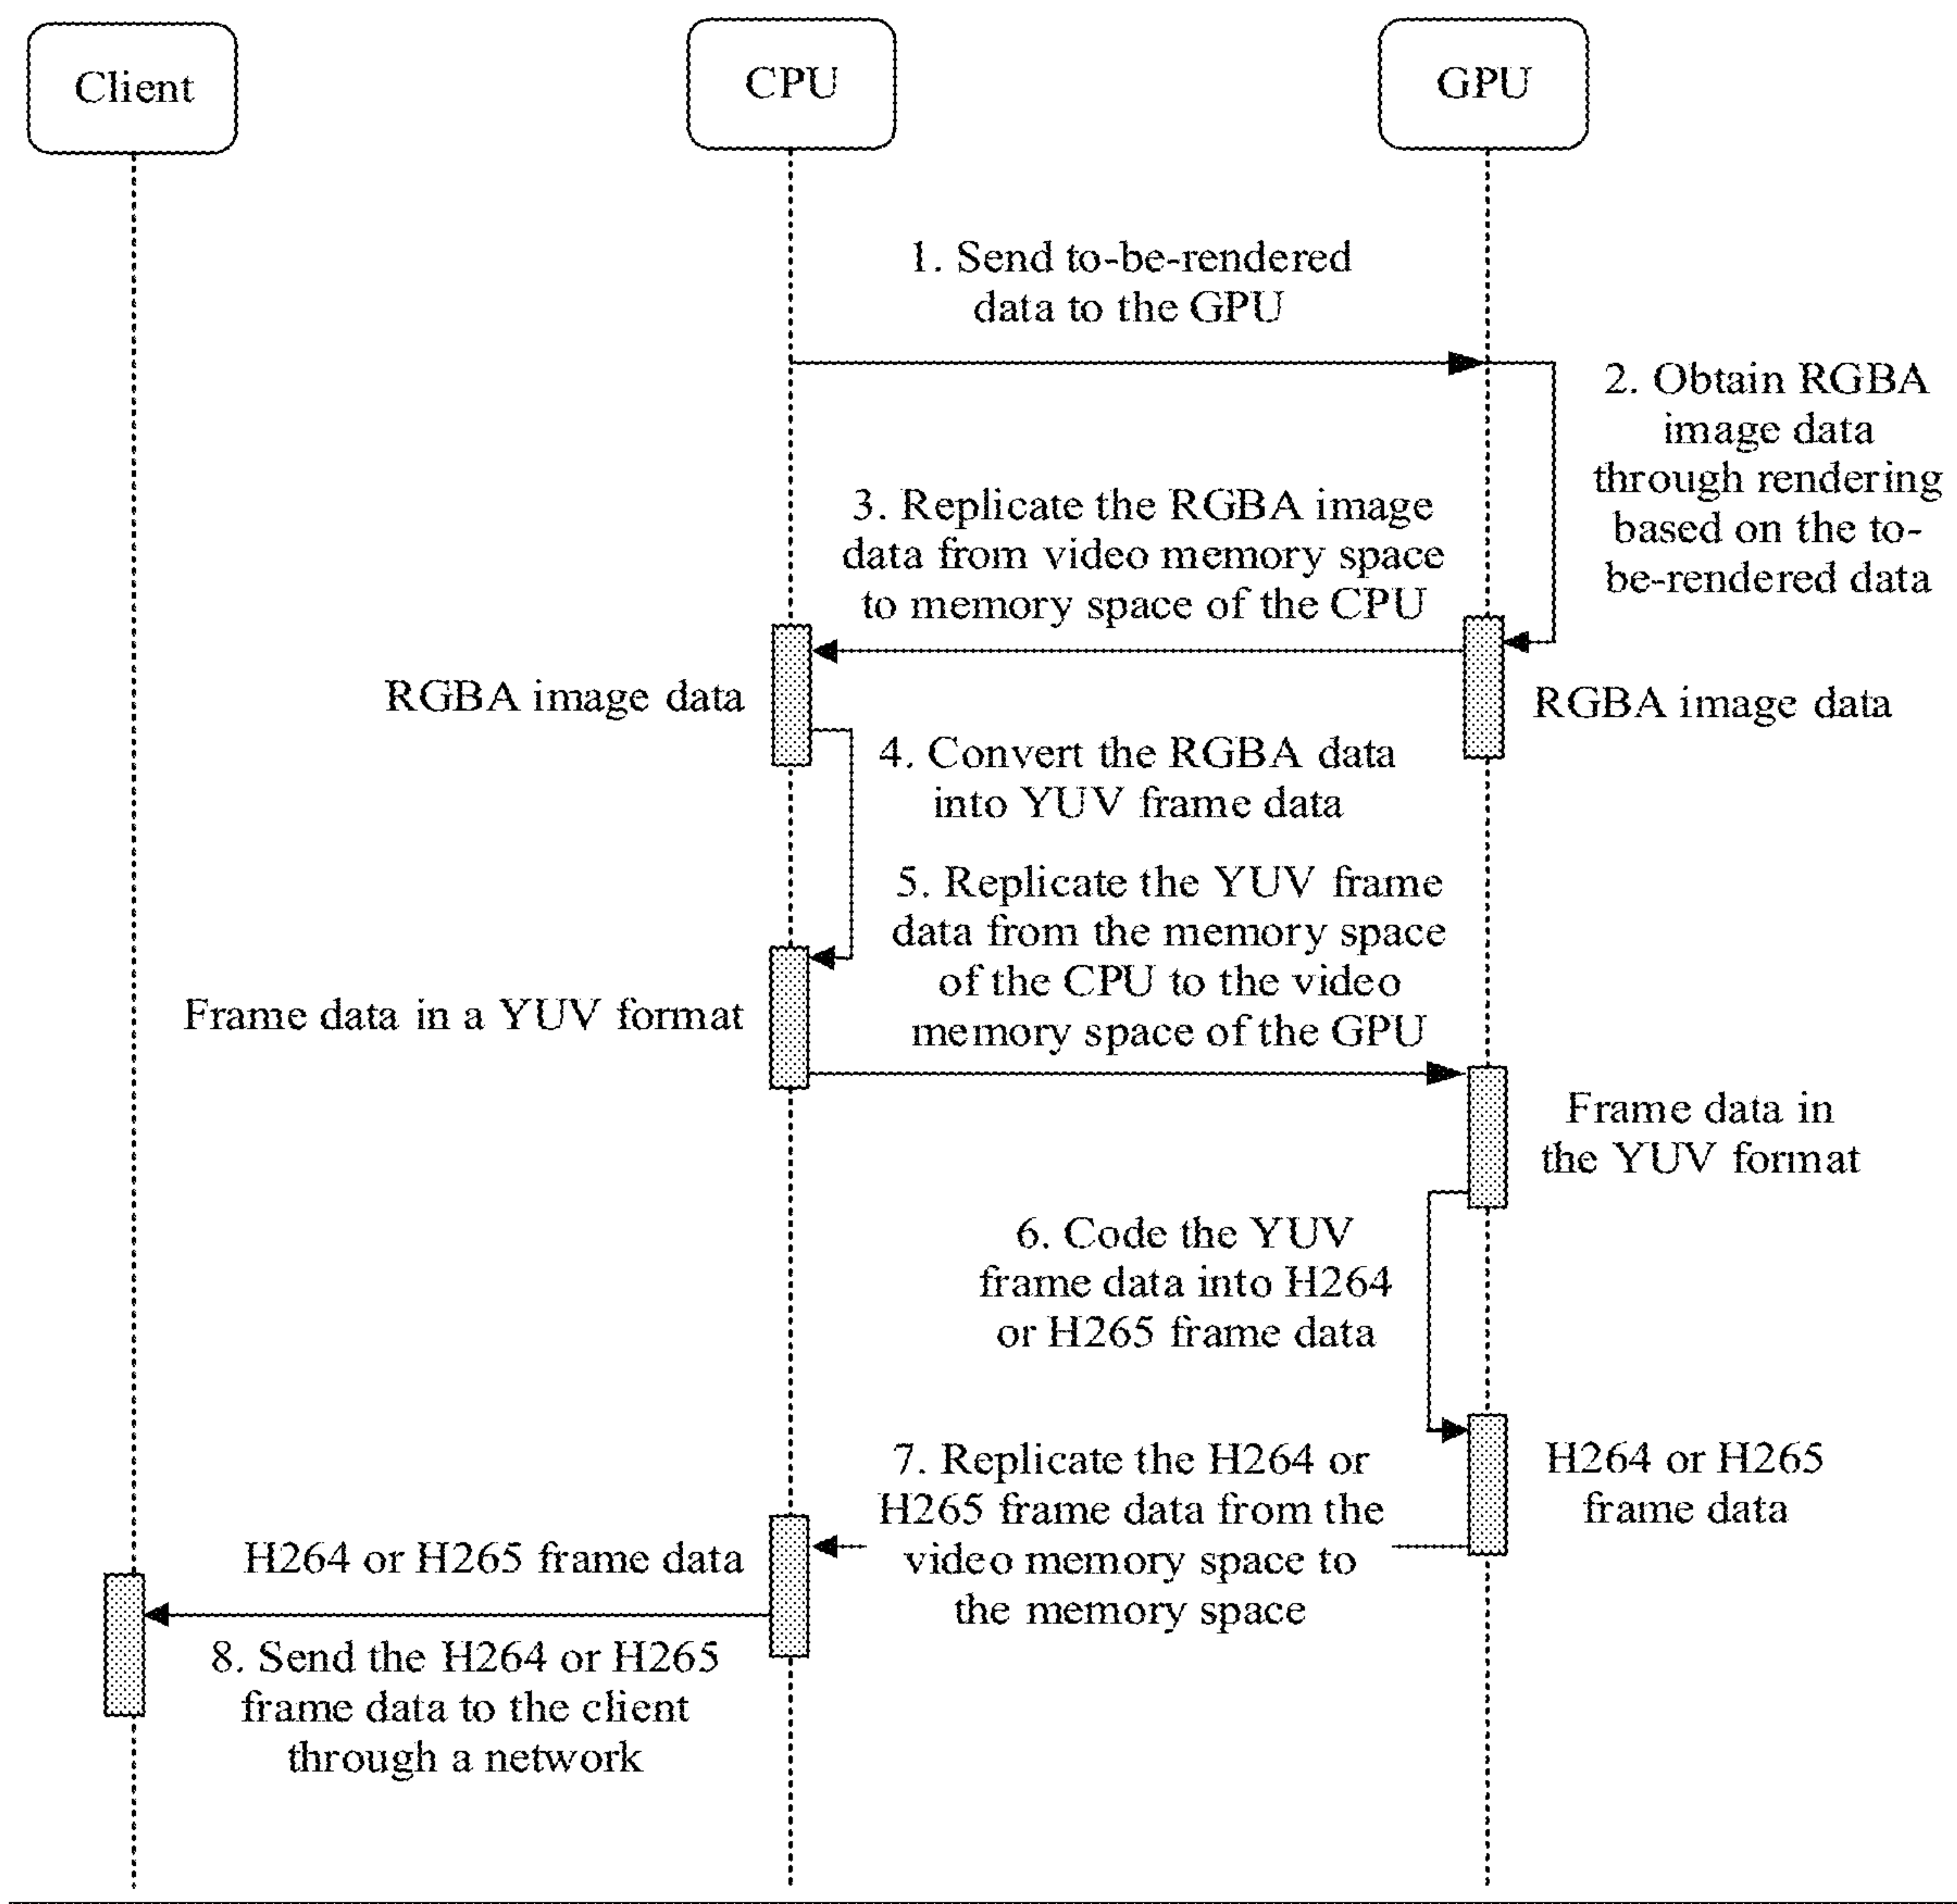 Client
CPU
GPU
1. Send to-be-rendered
data to the GPU
2. Obtain RGBA
image data
through rendering
based on the to-
be-rendered data
3. Replicate the RGBA image
data from video memory space
to memory space of the CPU
RGBA image data
RGBA image data
4. Convert the RGBA data
into YUV frame data
5. Replicate the YUV frame
data from the memory space
of the CPU to the video
memory space of the GPU
Frame data in a YUV format
Frame data in
the YUV format
6. Code the YUV
frame data into H264
or H265 frame data
7. Replicate the H264 or
H265 frame data from the
video memory space to
the memory space
H264 or H265
frame data
H264 or H265 frame data
8. Send the H264 or H265
frame data to the client
through a network